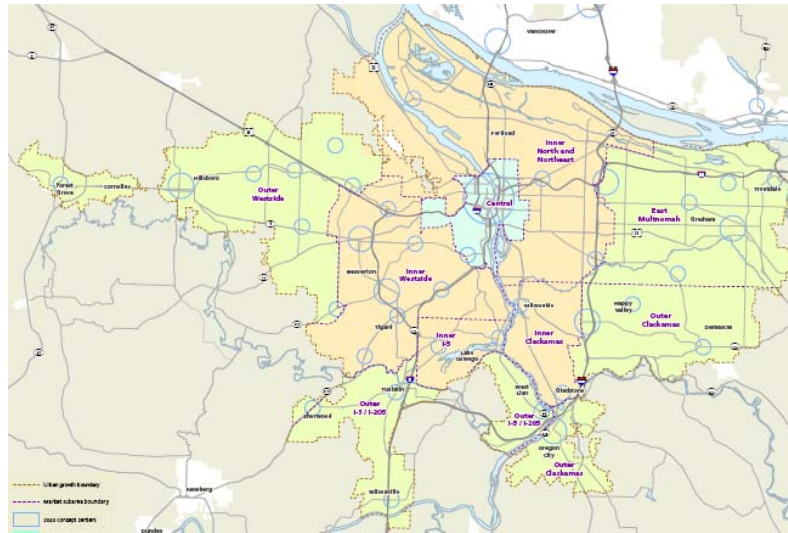 Vancouver
Portland
Inner
North and
Northeast
Forest
Grove
Cornelius
Hillsboro
Outer
Westside
Central
East
Multnomah
Troutdale
Gresham
Beaverton
Inner
Westside
Milwaukie
Happy
Valley
Outer
Clackamas
Damascus
Tigard
Inner
I-5
Lake
Oswego
Inner
Clackamas
Tualatin
West
Linn
Gladstone
Sherwood
Outer
I-5 / I-205
Outer
I-5 / I-205
Oregon
City
Outer
Clackamas
Wilsonville
Newberg
Dundee
Urban growth boundary
Market subarea boundary
2040 concept centers